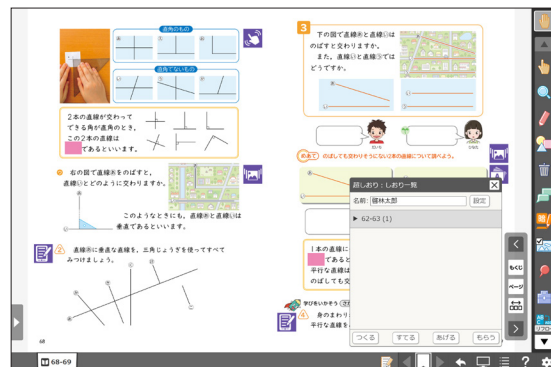 直角のもの
直角でないもの
2本の直線が交わって
できる角が直角のとき、
この2本の直線は
であるといいます。
右の図で直線あをのばすと、
直線いとどのように交わりますか。
このようなときにも、直線あと直線いは
垂直であるといいます。
2
直線あに垂直な直線を、三角じょうぎを使ってすべて
みつけましょう。
68
3
下の図で直線あと直線いは
のばすと交わりますか。
また、直線いと直線うでは
どうですか。
めあて
のばしても交わりそうにない2本の直線について調べよう。
超しおり：しおり一覧
名前:
啓林太郎
設定
▶ 62-63 (1)
つくる
すてる
あげる
もらう
1本の直線に
であると
平行な直線は
のばしても交
学びをいかそう
4
身のまわり
平行な直線を
もくじ
ページ
68-69